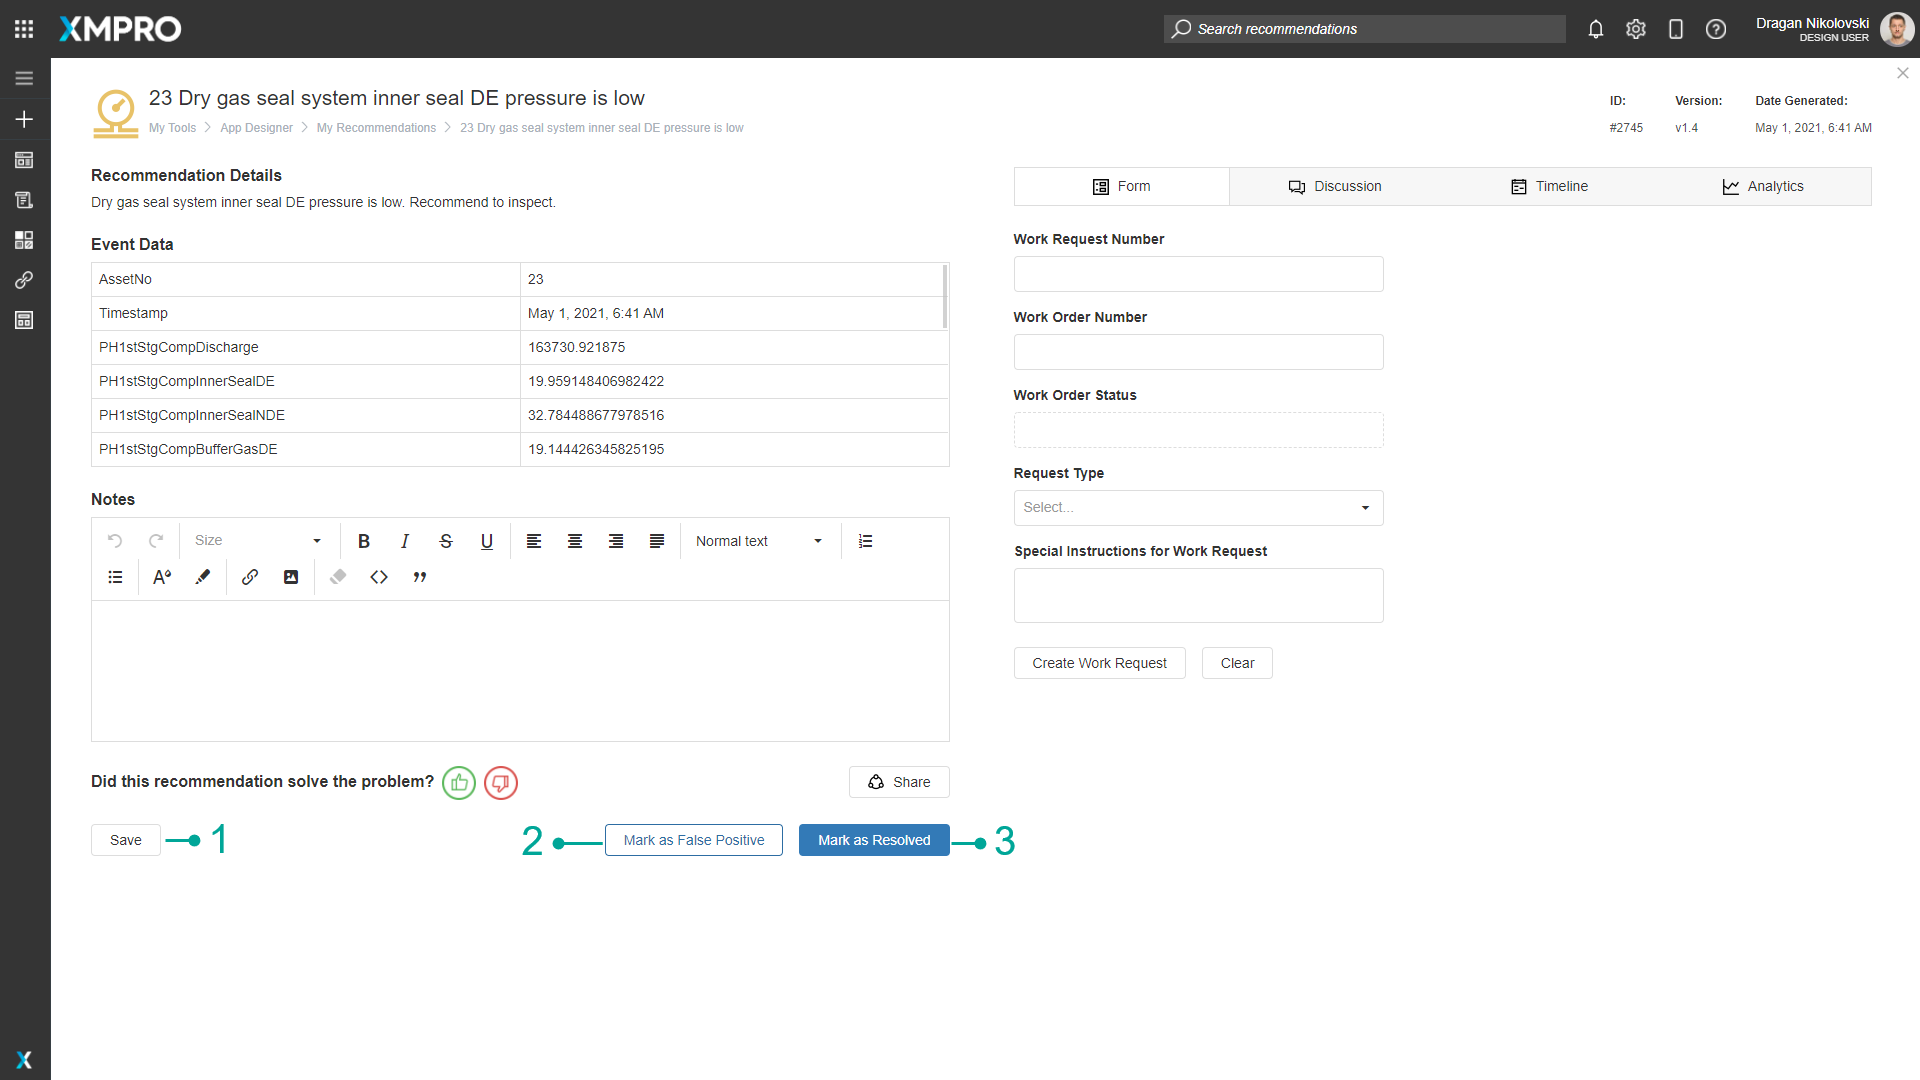 XMPRO
Search recommendations
Dragan Nikolovski
DESIGN USER
23 Dry gas seal system inner seal DE pressure is low
My Tools
App Designer
My Recommendations
23 Dry gas seal system inner seal DE pressure is low
ID:
#2745
Version:
v1.4
Date Generated:
May 1, 2021, 6:41 AM
Recommendation Details
Dry gas seal system inner seal DE pressure is low. Recommend to inspect.
Event Data
AssetNo 23
Timestamp May 1, 2021, 6:41 AM
PH1stStgCompDischarge 163730.921875
PH1stStgCompInnerSealDE 19.959148406982422
PH1stStgCompInnerSealNDE 32.784488677978516
PH1stStgCompBufferGasDE 19.144426345825195
Notes
Size
B I S U
Normal text
Did this recommendation solve the problem?
Share
Save
1
2
Mark as False Positive
Mark as Resolved
3
Form
Discussion
Timeline
Analytics
Work Request Number
Work Order Number
Work Order Status
Request Type
Select...
Special Instructions for Work Request
Create Work Request
Clear